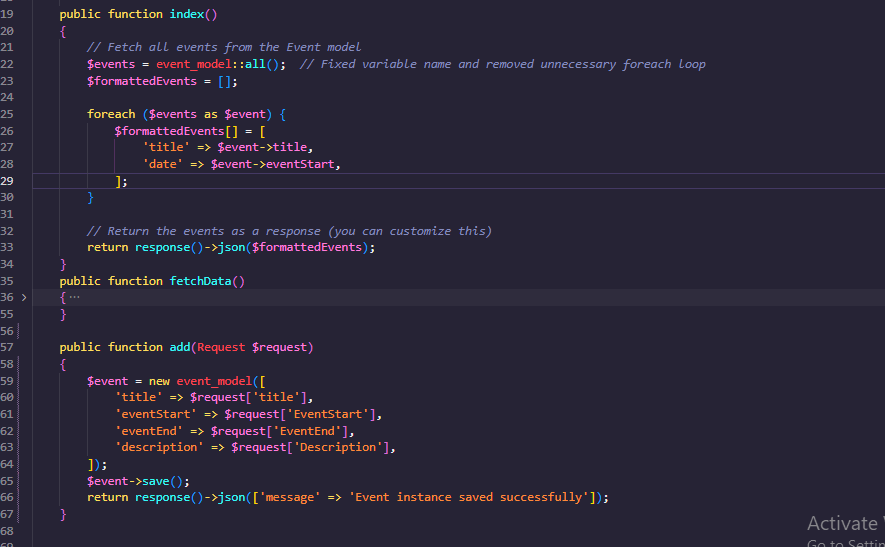 19 public function index()
20 {
21 // Fetch all events from the Event model
22 $events = event_model::all(); // Fixed variable name and removed unnecessary foreach loop
23 $formattedEvents = [];
24
25 foreach ($events as $event) {
26 $formattedEvents[] = [
27 'title' => $event->title,
28 'date' => $event->eventStart,
29 ];
30 }
31
32 // Return the events as a response (you can customize this)
33 return response()->json($formattedEvents);
34 }
35 public function fetchData()
36 > { ...
55 }
56
57 public function add(Request $request)
58 {
59 $event = new event_model([
60 'title' => $request['title'],
61 'eventStart' => $request['EventStart'],
62 'eventEnd' => $request['EventEnd'],
63 'description' => $request['Description'],
64 ]);
65 $event->save();
66 return response()->json(['message' => 'Event instance saved successfully']);
67 }
68
Activate
Go to